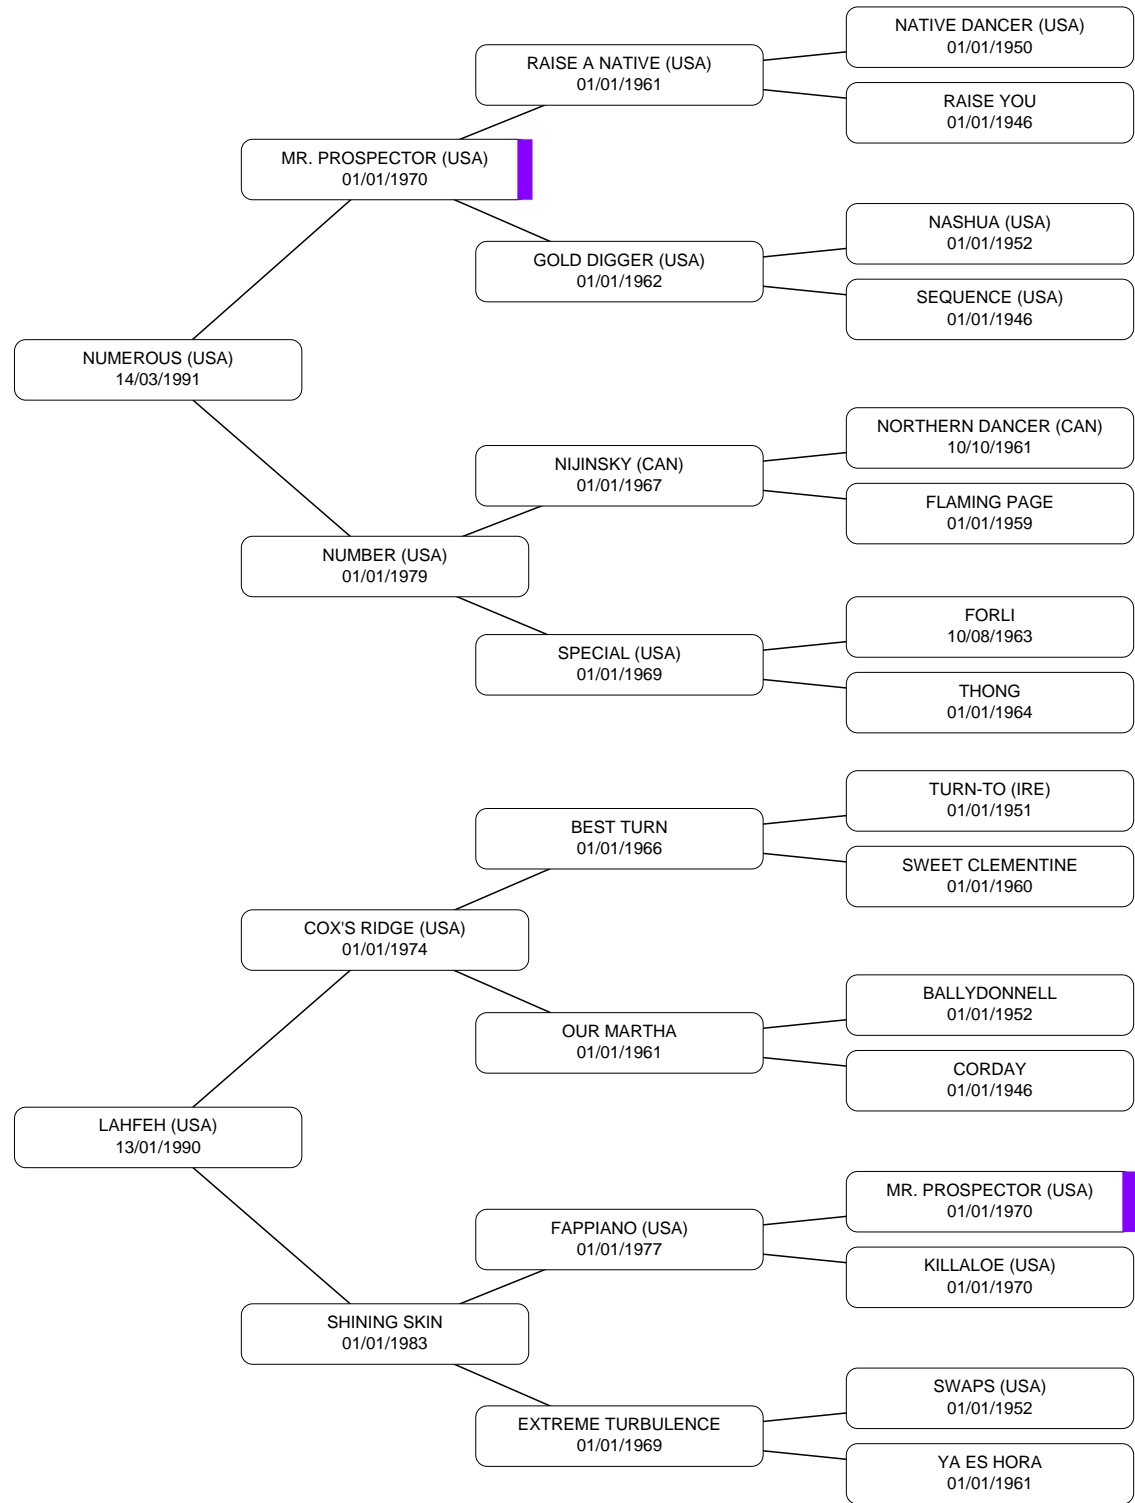 NATIVE DANCER (USA)
01/01/1950
RAISE A NATIVE (USA)
01/01/1961
RAISE YOU
01/01/1946
MR. PROSPECTOR (USA)
01/01/1970
NASHUA (USA)
01/01/1952
GOLD DIGGER (USA)
01/01/1962
SEQUENCE (USA)
01/01/1946
NUMEROUS (USA)
14/03/1991
NORTHERN DANCER (CAN)
10/10/1961
NIJINSKY (CAN)
01/01/1967
FLAMING PAGE
01/01/1959
NUMBER (USA)
01/01/1979
FORLI
10/08/1963
SPECIAL (USA)
01/01/1969
THONG
01/01/1964
TURN-TO (IRE)
01/01/1951
BEST TURN
01/01/1966
SWEET CLEMENTINE
01/01/1960
COX'S RIDGE (USA)
01/01/1974
BALLYDONNELL
01/01/1952
OUR MARTHA
01/01/1961
CORDAY
01/01/1946
LAHFEH (USA)
13/01/1990
MR. PROSPECTOR (USA)
01/01/1970
FAPPIANO (USA)
01/01/1977
KILLALOE (USA)
01/01/1970
SHINING SKIN
01/01/1983
SWAPS (USA)
01/01/1952
EXTREME TURBULENCE
01/01/1969
YA ES HORA
01/01/1961